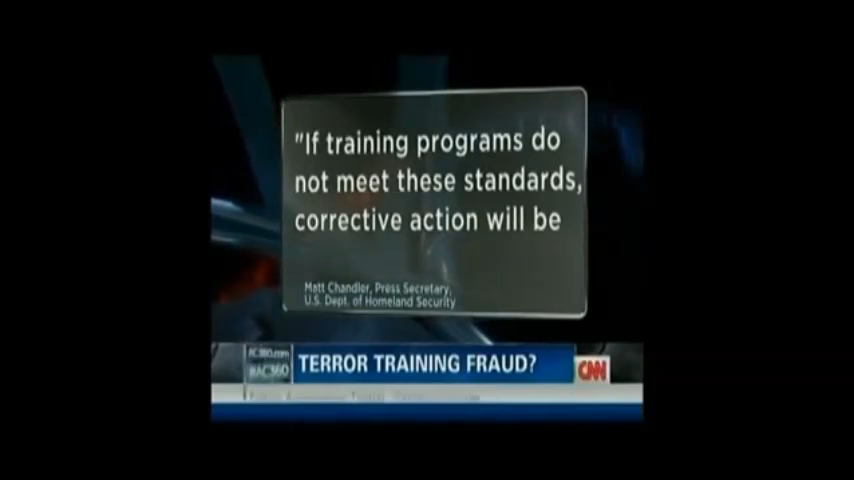 "If training programs do
not meet these standards,
corrective action will be
Matt Chandler, Press Secretary,
U.S. Dept. of Homeland Security
AC360.com
#AC360
TERROR TRAINING FRAUD?
CNN